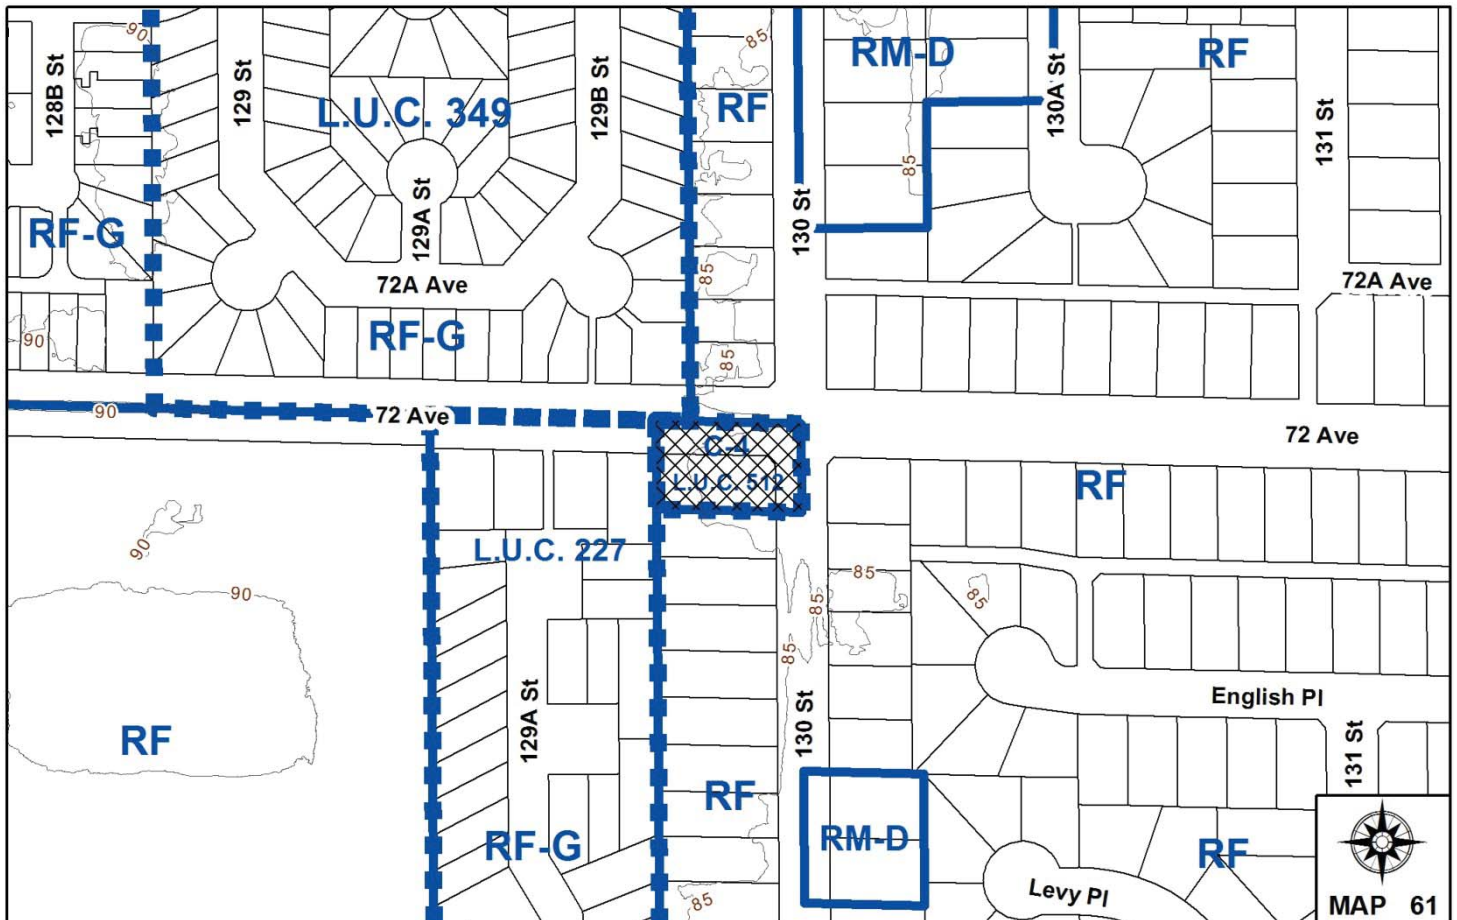 90
128B St
129 St
L.U.C. 349
129A St
129B St
85
RF
RM-D
130A St
RF
131 St
85
130 St
RF-G
72A Ave
85
72A Ave
90
RF-G
85
90
72 Ave
72 Ave
C-4
L.U.C. 512
RF
90
L.U.C. 227
90
85
85
85
85
English Pl
129A St
130 St
131 St
RF
RF
RF-G
RM-D
RF
Levy Pl
85
MAP 61